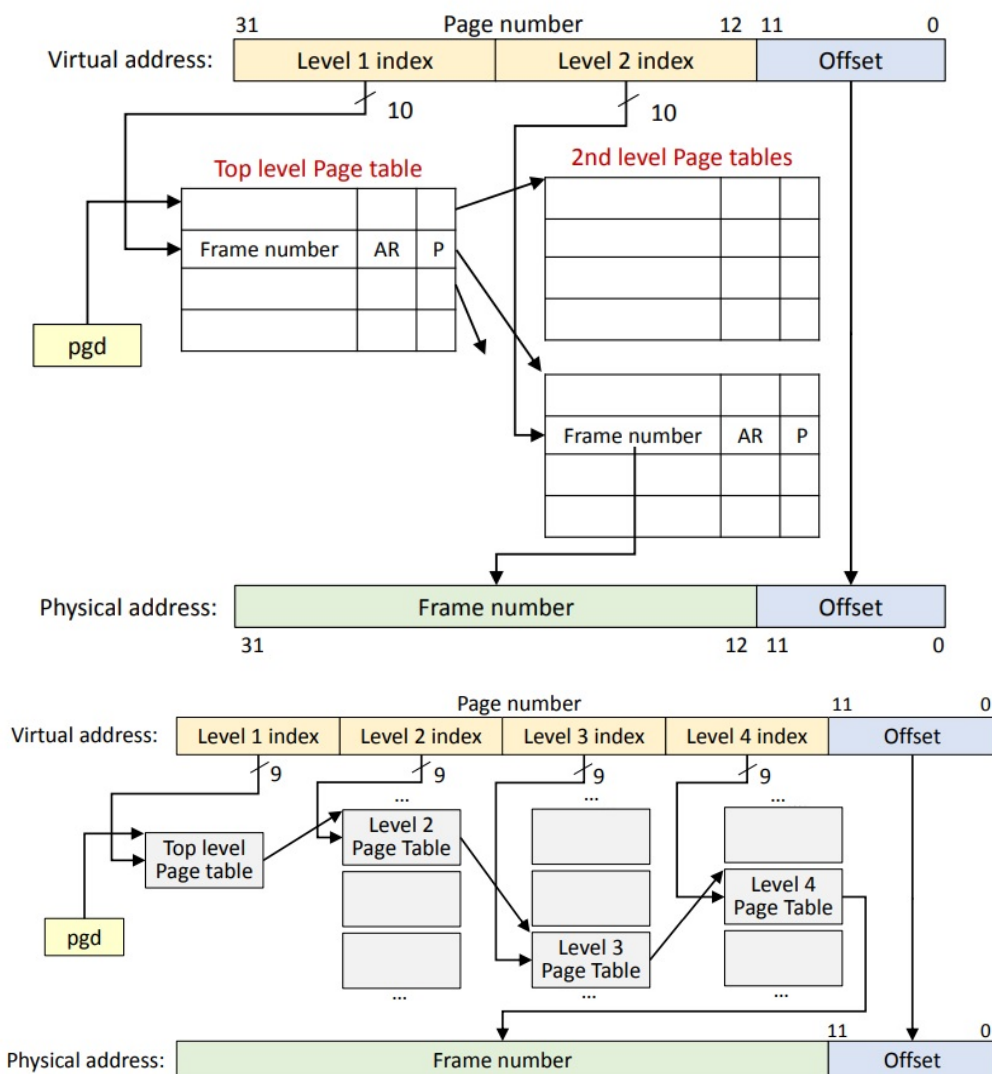 31 Page number 12 11 0
Virtual address: Level 1 index Level 2 index Offset
10 10
Top level Page table 2nd level Page tables
Frame number AR P
pgd
Frame number AR P
Physical address: Frame number Offset
31 12 11 0
Page number 11 0
Virtual address: Level 1 index Level 2 index Level 3 index Level 4 index Offset
9 9 9 9
... ... ...
Top level
Page table
Level 2
Page Table
Level 4
Page Table
pgd
Level 3
Page Table
... ... ...
11 0
Physical address: Frame number Offset